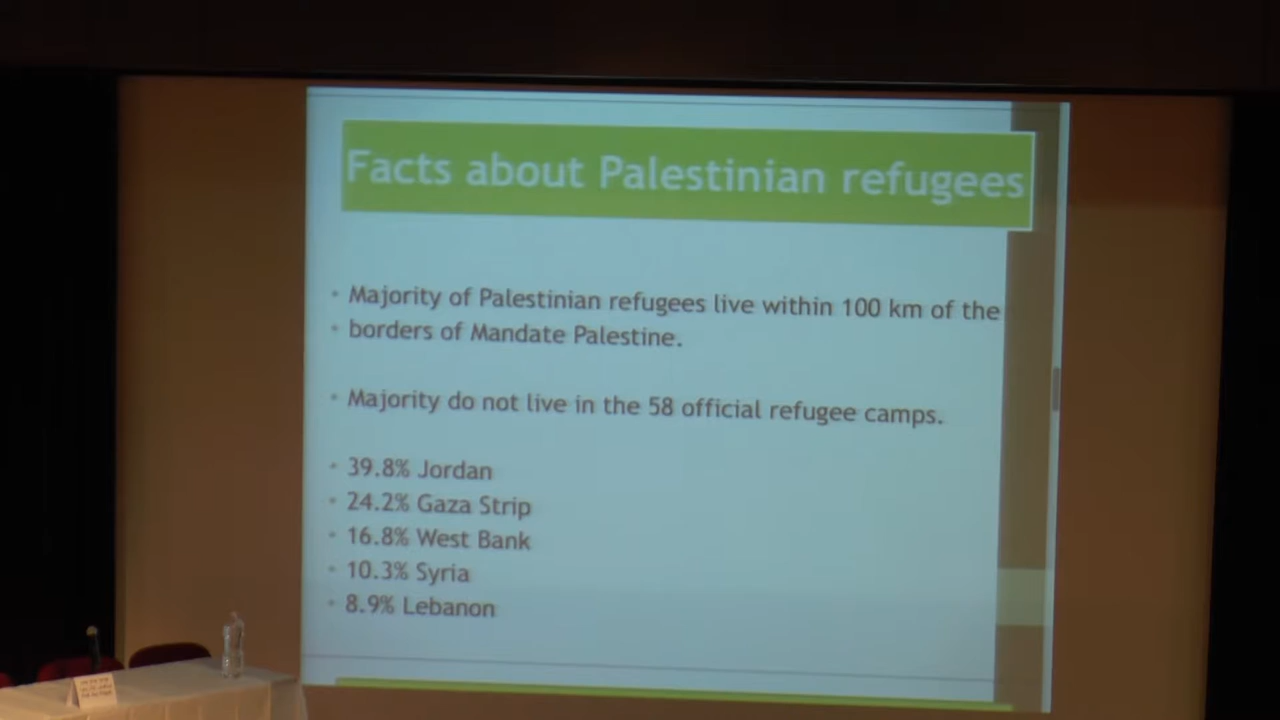 Facts about Palestinian refugees
• Majority of Palestinian refugees live within 100 km of the
• borders of Mandate Palestine.
• Majority do not live in the 58 official refugee camps.
• 39.8% Jordan
• 24.2% Gaza Strip
• 16.8% West Bank
• 10.3% Syria
• 8.9% Lebanon